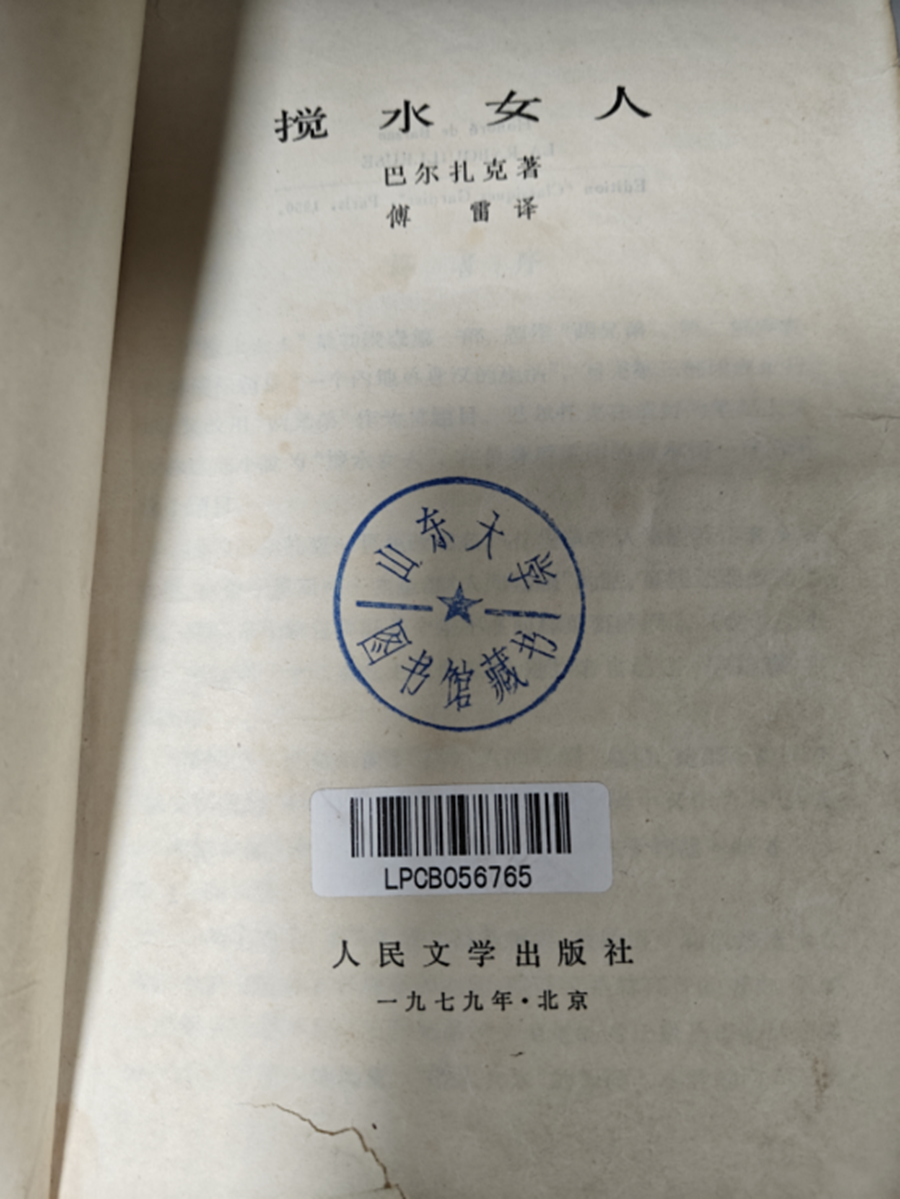 搅水女人
巴尔扎克著
傅雷译
山东大学
图书馆藏书
LPCB056765
人民文学出版社
一九七九年·北京